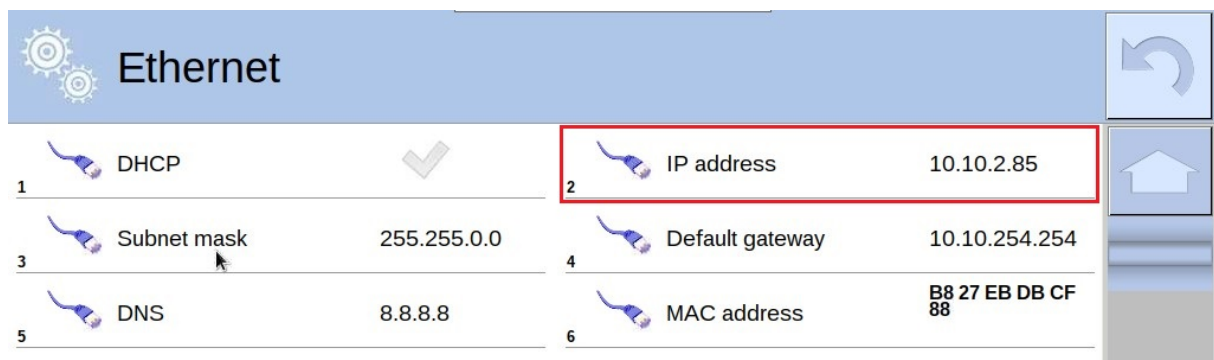 Ethernet
DHCP
1
IP address 10.10.2.85
2
Subnet mask 255.255.0.0
3
Default gateway 10.10.254.254
4
DNS 8.8.8.8
5
MAC address B8 27 EB DB CF
88
6